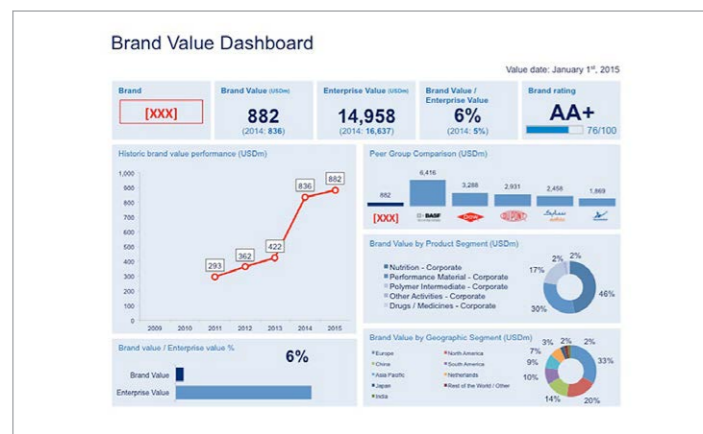 Brand Value Dashboard
Value date: January 1st, 2015
Brand
[XXX]
Brand Value (USDm)
882
(2014: 836)
Enterprise Value (USDm)
14,958
(2014: 16,637)
Brand Value /
Enterprise Value
6%
(2014: 5%)
Brand rating
AA+
76/100
Historic brand value performance (USDm)
1,000
900
800
700
600
500
400
300
200
100
0
293
362
422
836
882
2009 2010 2011 2012 2013 2014 2015
Peer Group Comparison (USDm)
882 6,416 3,288 2,931 2,458 1,869
[XXX] BASF DOW DUPONT
Brand Value by Product Segment (USDm)
Nutrition - Corporate
Performance Material - Corporate
Polymer Intermediate - Corporate
Other Activities - Corporate
Drugs / Medicines - Corporate
2% 2%
17%
46%
30%
Brand value / Enterprise value %
6%
Brand Value
Enterprise Value
Brand Value by Geographic Segment (USDm)
Europe North America
China South America
Asia Pacific Netherlands
Japan Rest of the World / Other
India
3% 2% 2%
7%
33%
9%
10%
14% 20%